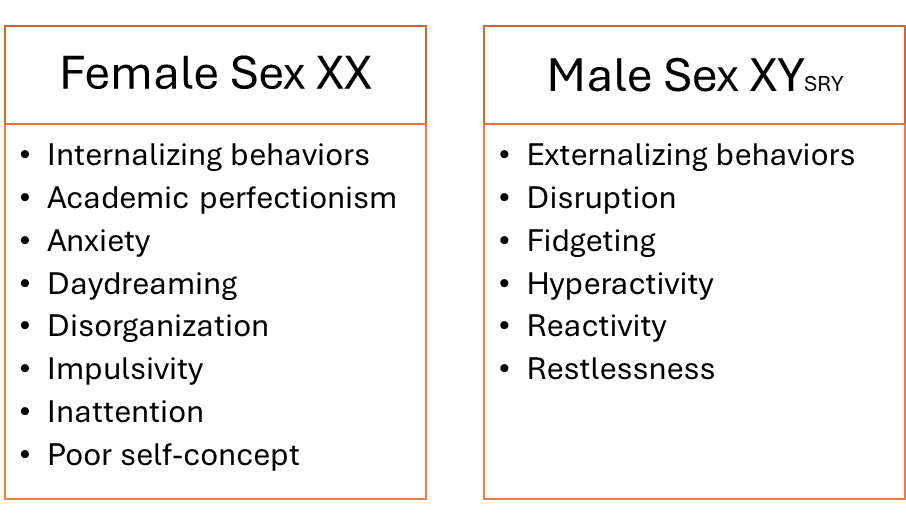 Female Sex XX
• Internalizing behaviors
• Academic perfectionism
• Anxiety
• Daydreaming
• Disorganization
• Impulsivity
• Inattention
• Poor self-concept
Male Sex XYSRY
• Externalizing behaviors
• Disruption
• Fidgeting
• Hyperactivity
• Reactivity
• Restlessness